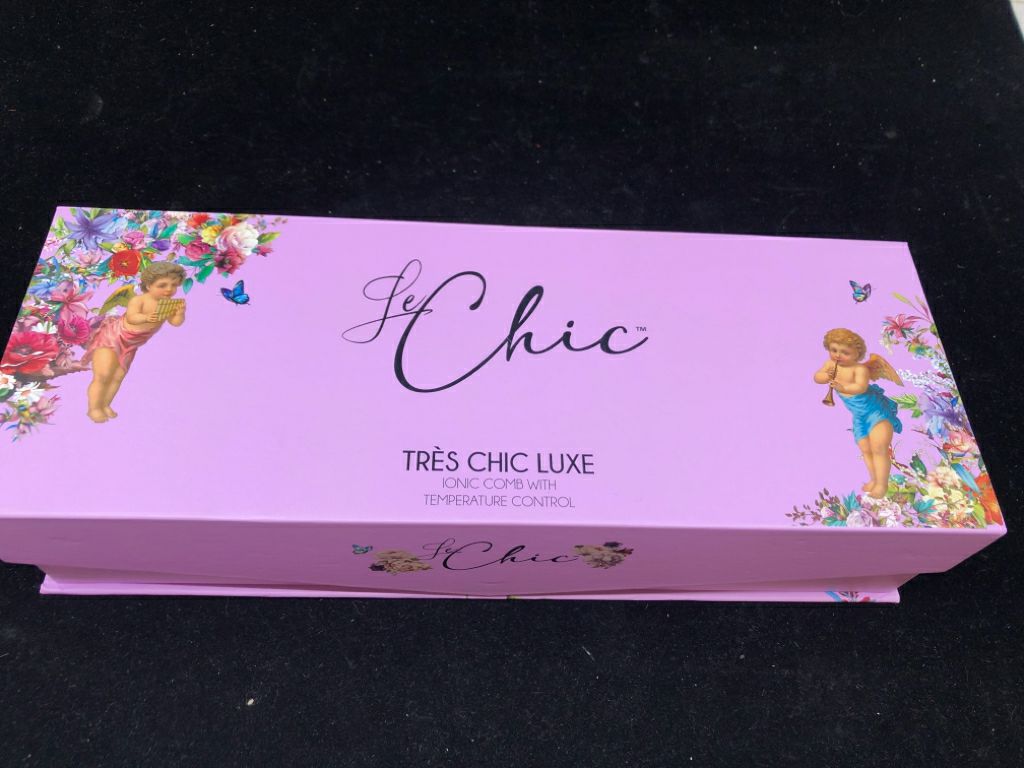 Le Chic™
TRÈS CHIC LUXE
IONIC COMB WITH
TEMPERATURE CONTROL
Le Chic